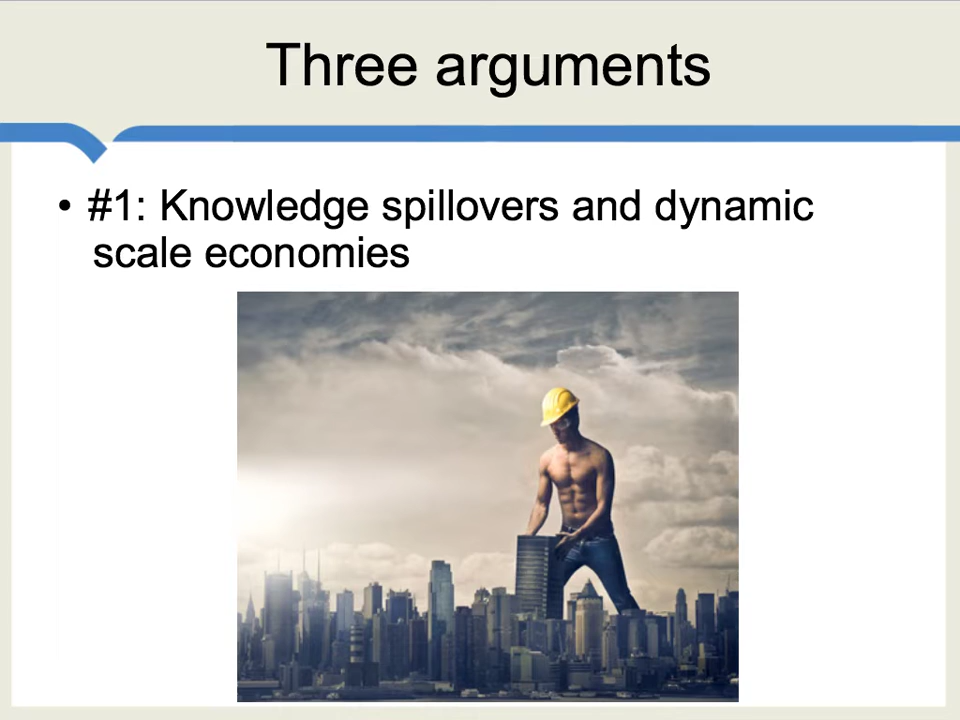 Three arguments
• #1: Knowledge spillovers and dynamic
scale economies